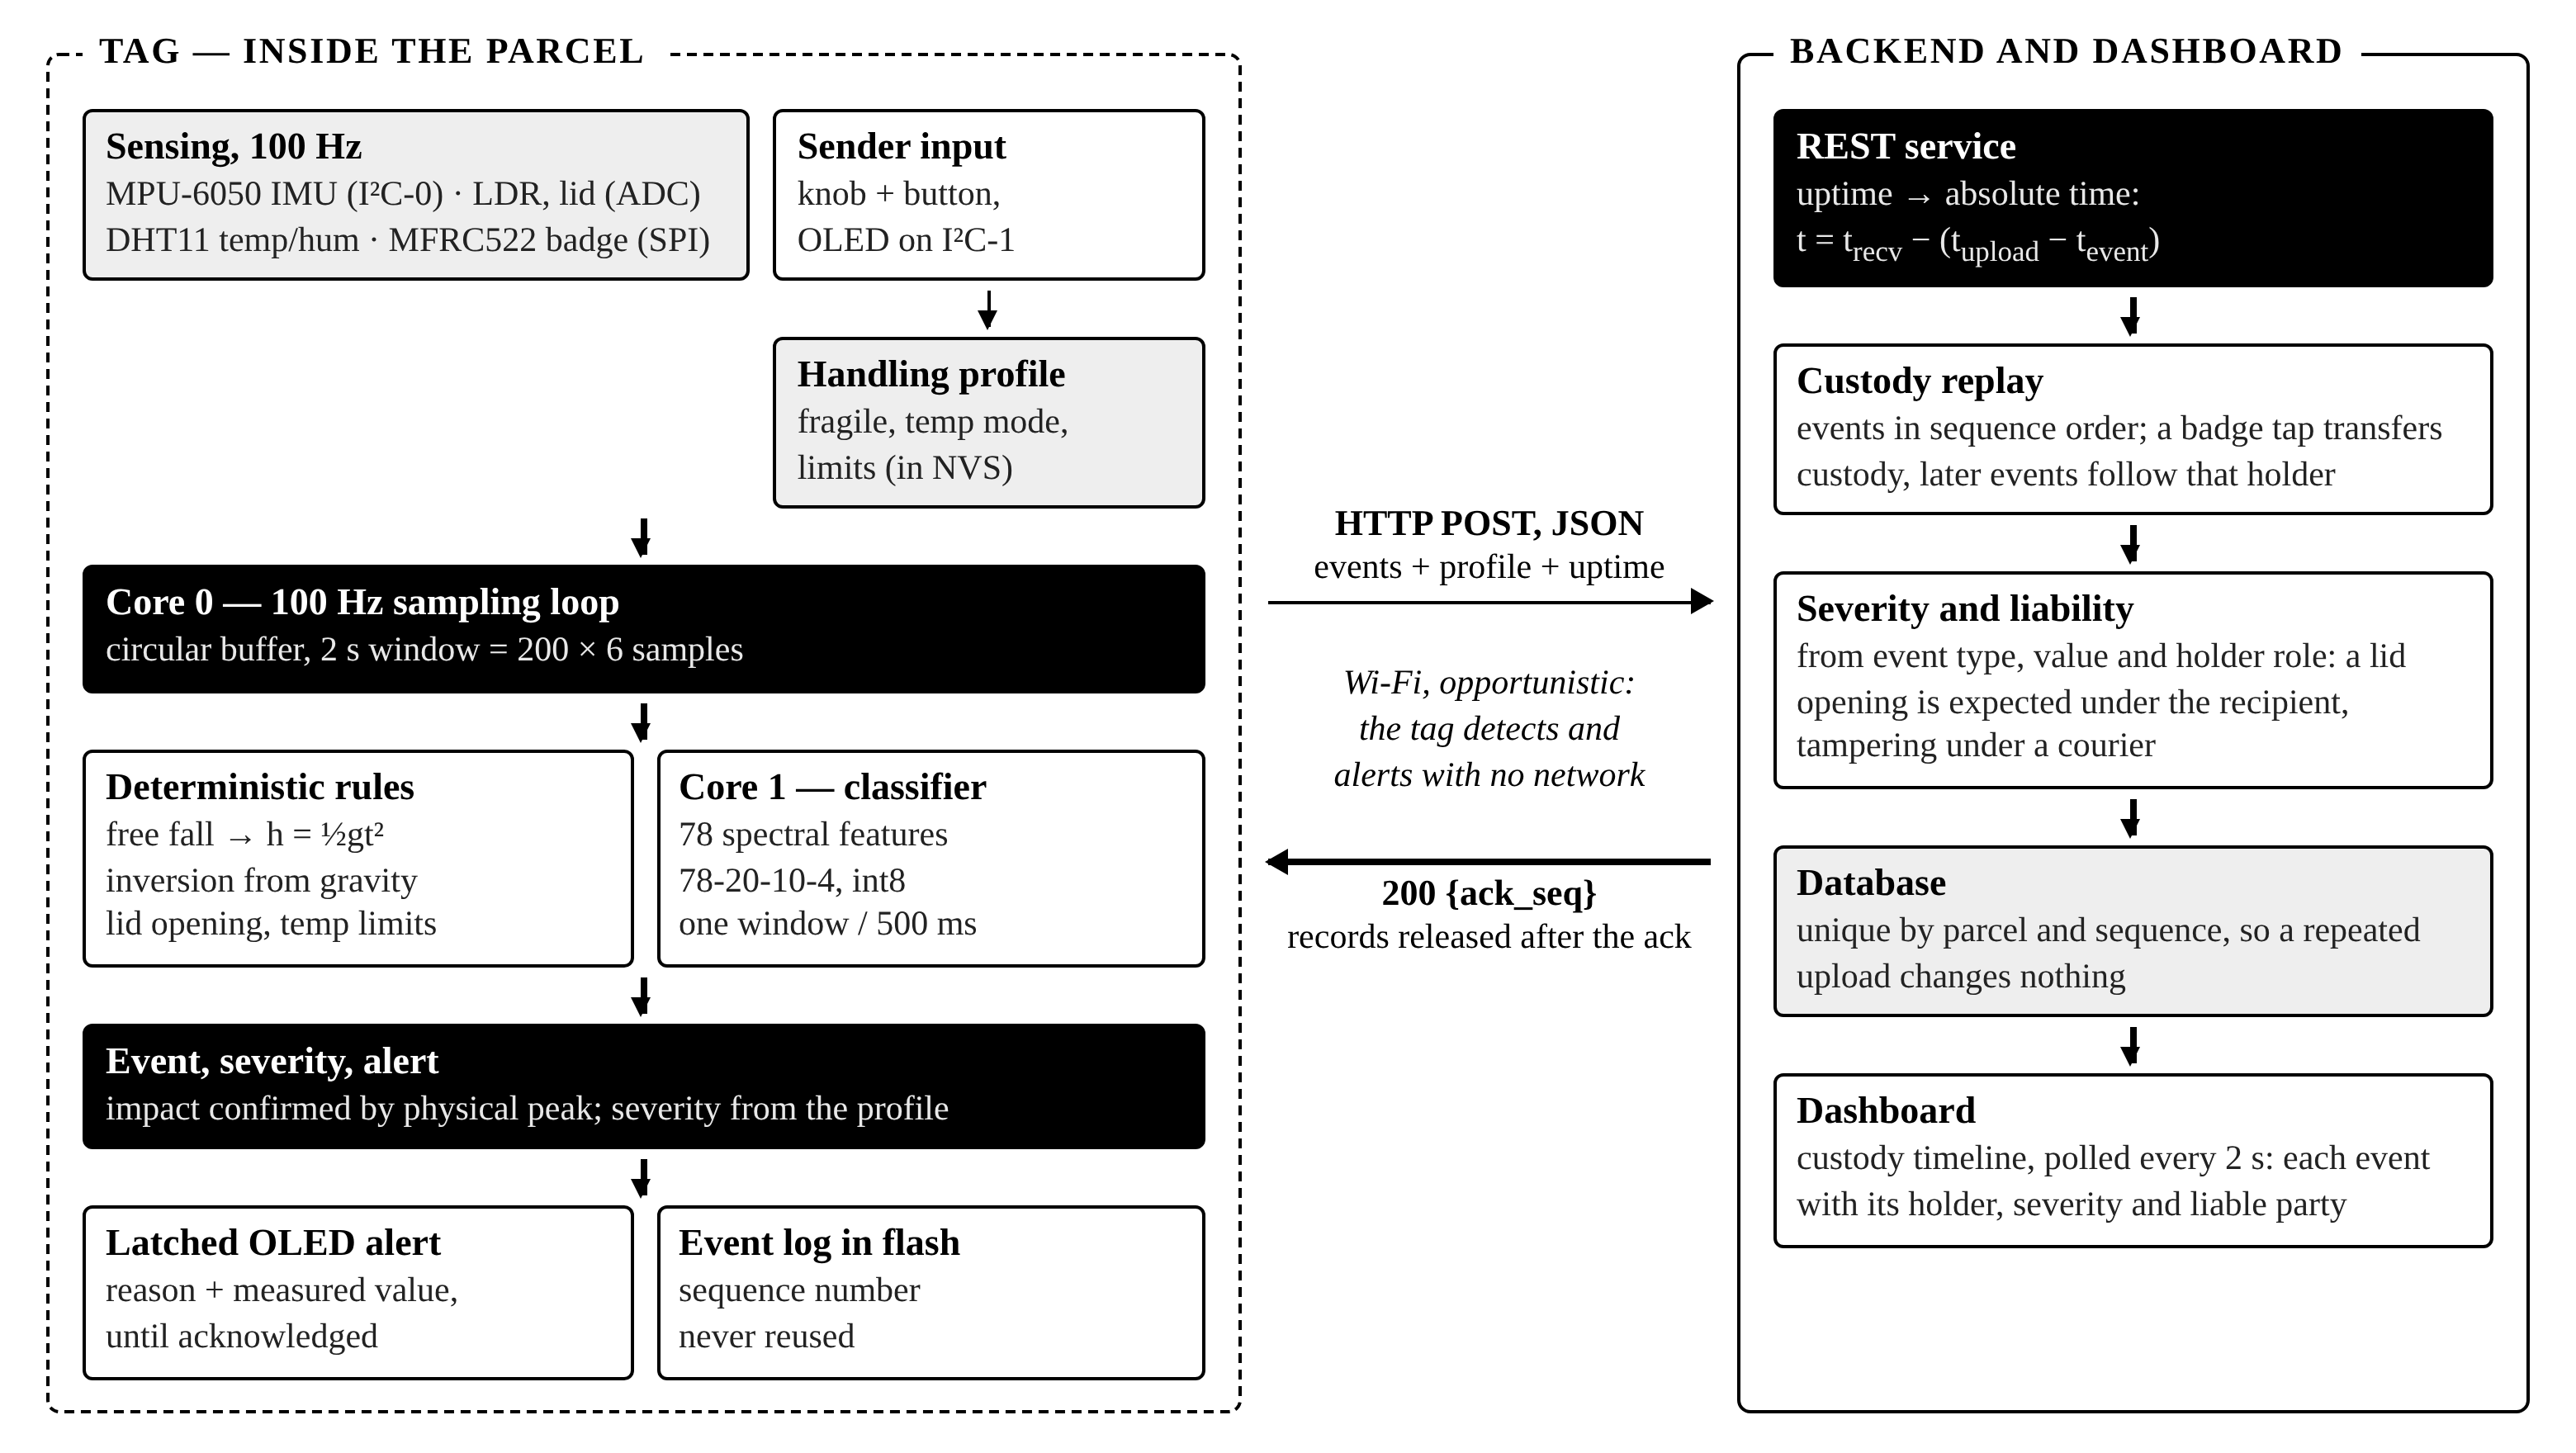 TAG — INSIDE THE PARCEL
Sensing, 100 Hz
MPU-6050 IMU (I²C-0) · LDR, lid (ADC)
DHT11 temp/hum · MFRC522 badge (SPI)
Sender input
knob + button,
OLED on I²C-1
Handling profile
fragile, temp mode,
limits (in NVS)
Core 0 — 100 Hz sampling loop
circular buffer, 2 s window = 200 × 6 samples
Deterministic rules
free fall → h = ½gt²
inversion from gravity
lid opening, temp limits
Core 1 — classifier
78 spectral features
78-20-10-4, int8
one window / 500 ms
Event, severity, alert
impact confirmed by physical peak; severity from the profile
Latched OLED alert
reason + measured value,
until acknowledged
Event log in flash
sequence number
never reused
HTTP POST, JSON
events + profile + uptime
Wi-Fi, opportunistic:
the tag detects and
alerts with no network
200 {ack_seq}
records released after the ack
BACKEND AND DASHBOARD
REST service
uptime → absolute time:
t = t_recv − (t_upload − t_event)
Custody replay
events in sequence order; a badge tap transfers
custody, later events follow that holder
Severity and liability
from event type, value and holder role: a lid
opening is expected under the recipient,
tampering under a courier
Database
unique by parcel and sequence, so a repeated
upload changes nothing
Dashboard
custody timeline, polled every 2 s: each event
with its holder, severity and liable party